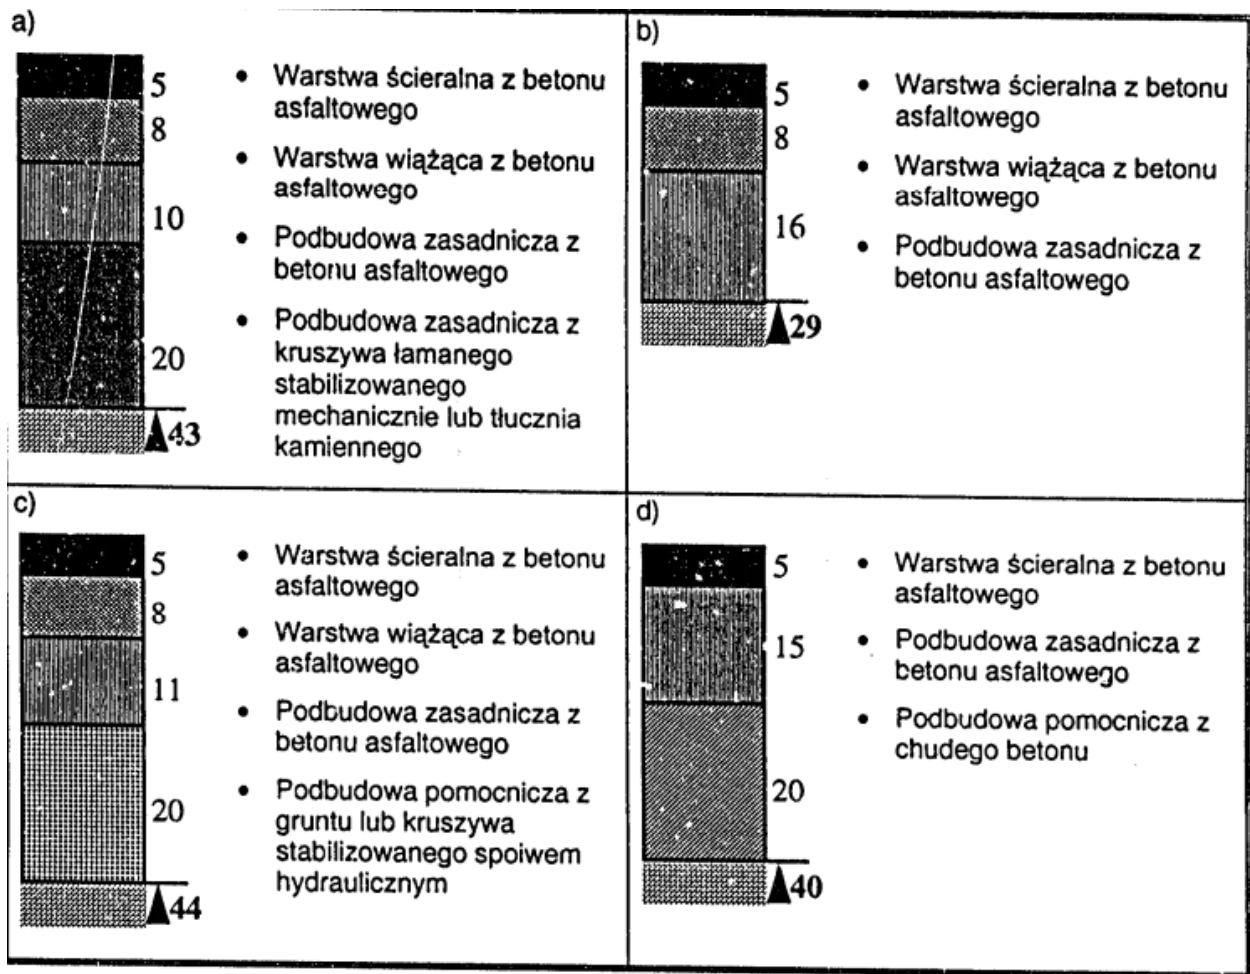 a)
5
8
10
20
43
• Warstwa ścieralna z betonu
asfaltowego
• Warstwa wiążąca z betonu
asfaltowego
• Podbudowa zasadnicza z
betonu asfaltowego
• Podbudowa zasadnicza z
kruszywa łamanego
stabilizowanego
mechanicznie lub tłucznia
kamiennego
b)
5
8
16
29
• Warstwa ścieralna z betonu
asfaltowego
• Warstwa wiążąca z betonu
asfaltowego
• Podbudowa zasadnicza z
betonu asfaltowego
c)
5
8
11
20
44
• Warstwa ścieralna z betonu
asfaltowego
• Warstwa wiążąca z betonu
asfaltowego
• Podbudowa zasadnicza z
betonu asfaltowego
• Podbudowa pomocnicza z
gruntu lub kruszywa
stabilizowanego spoiwem
hydraulicznym
d)
5
15
20
40
• Warstwa ścieralna z betonu
asfaltowego
• Podbudowa zasadnicza z
betonu asfaltowego
• Podbudowa pomocnicza z
chudego betonu